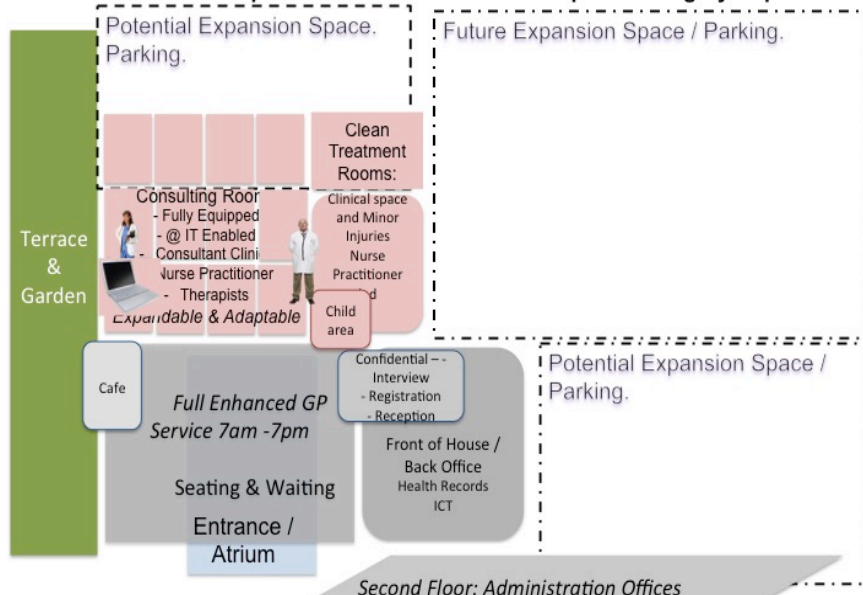 Potential Expansion Space.
Parking.
Future Expansion Space / Parking.
Clean
Treatment
Rooms:
Consulting Roor
- Fully Equipped
- @ IT Enabled
- Consultant Clini
Nurse Practitioner
- Therapists
Expandable & Adaptable
Clinical space
and Minor
Injuries
Nurse
Practitioner
Child
area
Terrace
&
Garden
Cafe
Full Enhanced GP
Service 7am -7pm
Seating & Waiting
Entrance /
Atrium
Confidential – -
Interview
- Registration
- Reception
Front of House /
Back Office
Health Records
ICT
Potential Expansion Space /
Parking.
Second Floor: Administration Offices